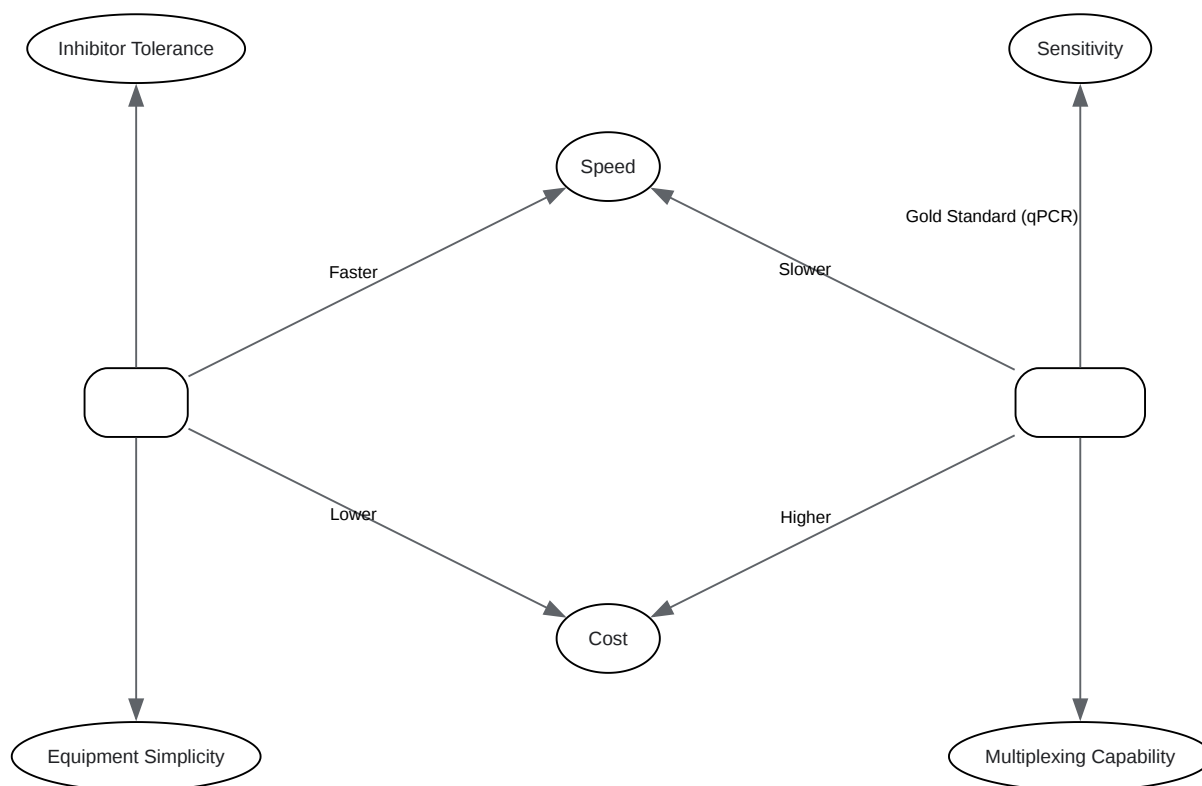 Inhibitor Tolerance
Sensitivity
Speed
Gold Standard (qPCR)
Faster
Slower
Lower
Higher
Cost
Equipment Simplicity
Multiplexing Capability